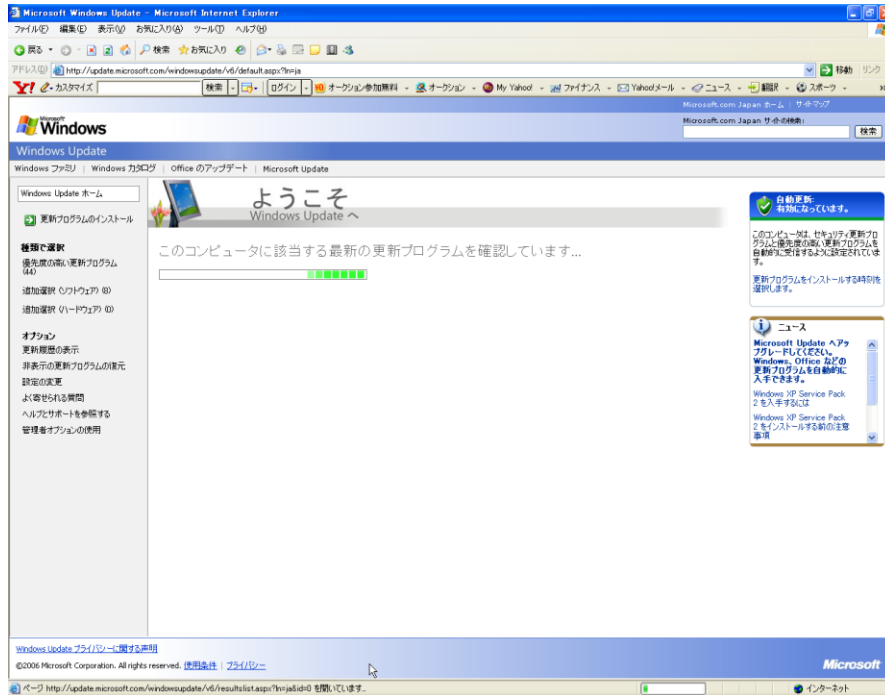 Microsoft Windows Update - Microsoft Internet Explorer
ファイル(F) 編集(E) 表示(V) お気に入り(A) ツール(T) ヘルプ(H)
戻る 検索 お気に入り
アドレス(D) http://update.microsoft.com/windowsupdate/v6/default.aspx?ln=ja 移動 リンク
Y! カスタマイズ 検索 ログイン オークション参加無料 オークション My Yahoo! ファイナンス Yahoo!メール ニュース 翻訳 スポーツ
Microsoft.com Japan ホーム | サイトマップ
Microsoft Windows
Microsoft.com Japan サイトの検索:
検索
Windows Update
Windows ファミリ | Windows カタログ | Office のアップデート | Microsoft Update
Windows Update ホーム
更新プログラムのインストール
種類で選択
優先度の高い更新プログラム
(44)
追加選択 (ソフトウェア)
追加選択 (ハードウェア) (0)
オプション
更新履歴の表示
非表示の更新プログラムの復元
設定の変更
よく寄せられる質問
ヘルプとサポートを参照する
管理者オプションの使用
ようこそ
Windows Update へ
このコンピュータに該当する最新の更新プログラムを確認しています...
自動更新:
有効になっています。
このコンピュータは、セキュリティ更新プロ
グラムと優先度の高い更新プログラムを
自動的に受信するように設定されていま
す。
更新プログラムをインストールする時刻を
選択します。
ニュース
Microsoft Update へアッ
プグレードしてください。
Windows、Office などの
更新プログラムを自動的に
入手できます。
Windows XP Service Pack
2 を入手するには
Windows XP Service Pack
2 をインストールする前の注意
事項
Windows Update プライバシーに関する声明
©2006 Microsoft Corporation. All rights reserved. 使用条件 | プライバシー
Microsoft
ページ http://update.microsoft.com/windowsupdate/v6/resultslist.aspx?ln=ja&id=0 を開いています...
インターネット